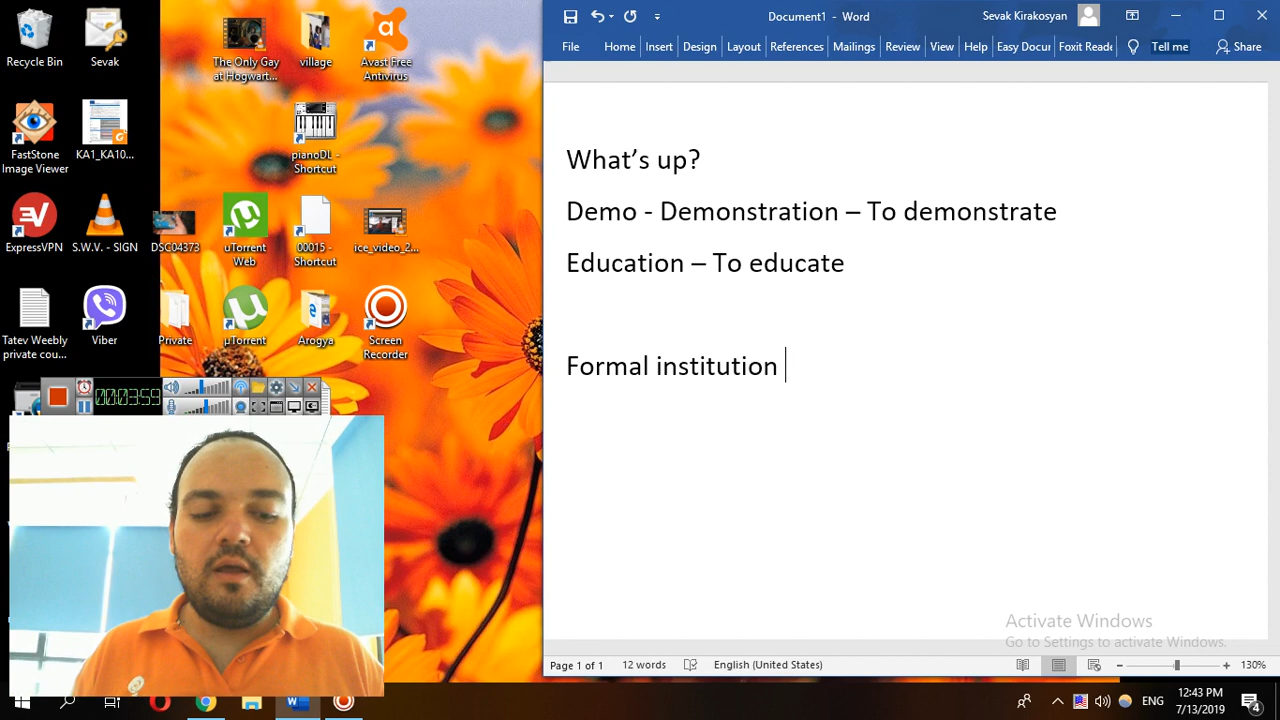 Recycle Bin
Sevak
The Only Gay
at Hogwart...
village
Avast Free
Antivirus
FastStone
Image Viewer
KA1_KA10...
pianoDL -
Shortcut
ExpressVPN
S.W.V. - SIGN
DSC04373
uTorrent
Web
00015 -
Shortcut
ice_video_2...
Tatev Weebly
private cou...
Viber
Private
µTorrent
Arogya
Screen
Recorder
00:03:59
Document1 - Word
Sevak Kirakosyan
File Home Insert Design Layout References Mailings Review View Help Easy Docu Foxit Read Tell me Share
What's up?
Demo - Demonstration – To demonstrate
Education – To educate
Formal institution
Activate Windows
Go to Settings to activate Windows.
Page 1 of 1 12 words English (United States) 130%
ENG
12:43 PM
7/13/2019
4